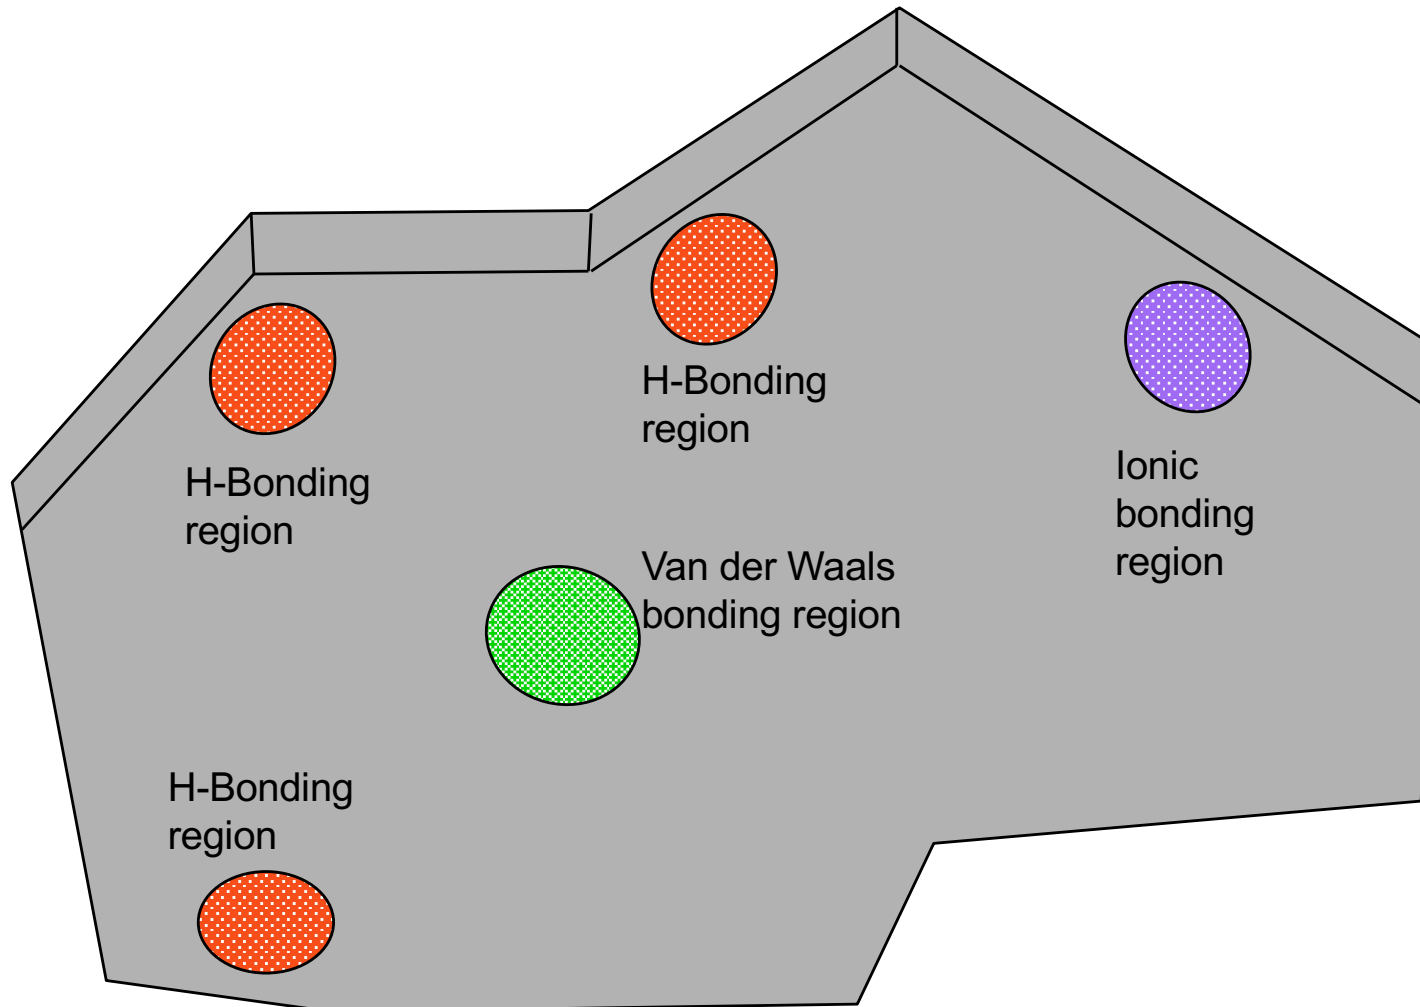 H-Bonding
region
Ionic
bonding
region
H-Bonding
region
Van der Waals
bonding region
H-Bonding
region